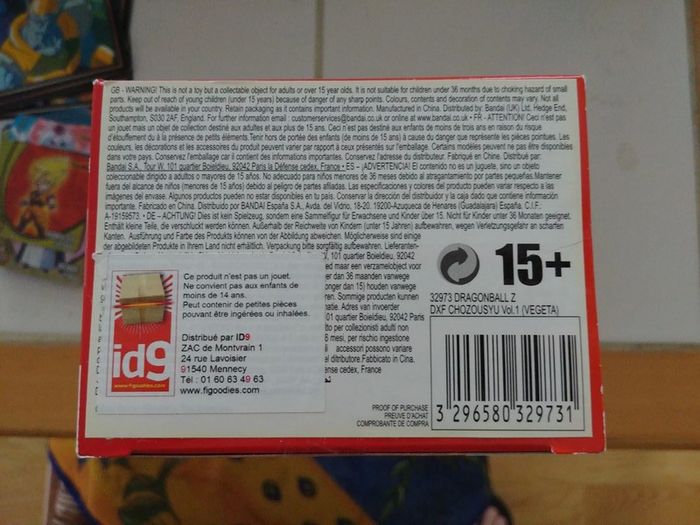 GB - WARNING! This is not a toy but a collectable object for adults or over 15 year olds. It is not suitable for children under 36 months due to choking hazard of small
parts. Keep out of reach of young children (under 15 years) because of danger of any sharp points. Colours, contents and decoration of contents may vary. Not all
products will be available in your country. Retain packaging as it contains important information. Manufactured in China. Distributed by: Bandai (UK) Ltd. Hedge End,
Southampton, SO30 2AF, England. For further information email : customerservices@bandai.co.uk or online at www.bandai.co.uk • FR - ATTENTION! Ceci n'est pas
un jouet mais un objet de collection destiné aux adultes et aux plus de 15 ans. Ceci n'est pas destiné aux enfants de moins de trois ans en raison du risque
d'étouffement du à la présence de petits éléments.Tenir hors de portée des enfants (de moins de 15 ans) à cause du danger que représente les pièces pointues. Les
couleurs, les décorations et les accessoires du produit peuvent varier par rapport à ceux présentés sur l'emballage. Certains modèles peuvent ne pas être disponibles
dans votre pays. Conservez l'emballage car il contient des informations importantes. Conservez l'adresse du distributeur. Fabriqué en Chine. Distribué par:
Bandai S.A., Tour W. 101 quartier Boieldieu, 92042 Paris la Défense cedex, France • ES – ¡ADVERTENCIA! El contenido no es un juguete, sino un objeto
coleccionable dirigido a adultos o mayores de 15 años. No adecuado para niños menores de 36 meses debido al atragantamiento por partes pequeñas.Mantener
fuera del alcance de niños (menores de 15 años) debido al peligro de partes afiladas. Las especificaciones y colores del producto pueden variar respecto a las
imágenes del envase. Algunos productos pueden no estar disponibles en tu país. Conservar la dirección del distribuidor y la caja dado que contiene información
importante. Fabricado en China. Distribuido por BANDAI España S.A., Avda. del Vidrio, 18-20. 19200-Azuqueca de Henares (Guadalajara) España. C.I.F.:
A-19159573. • DE – ACHTUNG! Dies ist kein Spielzeug, sondern eine Sammelfigur für Erwachsene und Kinder über 15. Nicht für Kinder unter 36 Monaten geeignet.
Enthält kleine Teile, die verschluckt werden können. Außerhalb der Reichweite von Kindern (unter 15 Jahren) aufbewahren, wegen Verletzungsgefahr an scharfen
Kanten. Ausführung und Farbe des Produkts können von der Abbildung abweichen. Möglicherweise sind einige
der abgebildeten Produkte in Ihrem Land nicht erhältlich. Verpackung bitte sorgfältig aufbewahren. Lieferanten-
, 101 quartier Boieldieu, 92042
ed maar een verzamelobject voor
der dan 36 maanden vanwege
onger dan 15) houden vanwege
ren. Sommige producten kunnen
atie. Adres van invoerder
01 quartier Boieldieu, 92042 Paris
to per collezionisti adulti non
6 mesi, per rischio ingestione
accessori possono variare
del ditributore.Fabbicato in Cina.
ense cedex, France
Ce produit n'est pas un jouet.
Ne convient pas aux enfants de
moins de 14 ans.
Peut contenir de petites pièces
pouvant être ingérées ou inhalées.
id9
www.figoodies.com
Distribué par ID9
ZAC de Montvrain 1
24 rue Lavoisier
91540 Mennecy
Tél : 01 60 63 49 63
www.figoodies.com
15+
32973 DRAGONBALL Z
DXF CHOZOUSYU Vol.1 (VEGETA)
PROOF OF PURCHASE
PREUVE D'ACHAT
COMPROBANTE DE COMPRA
3 296580 329731